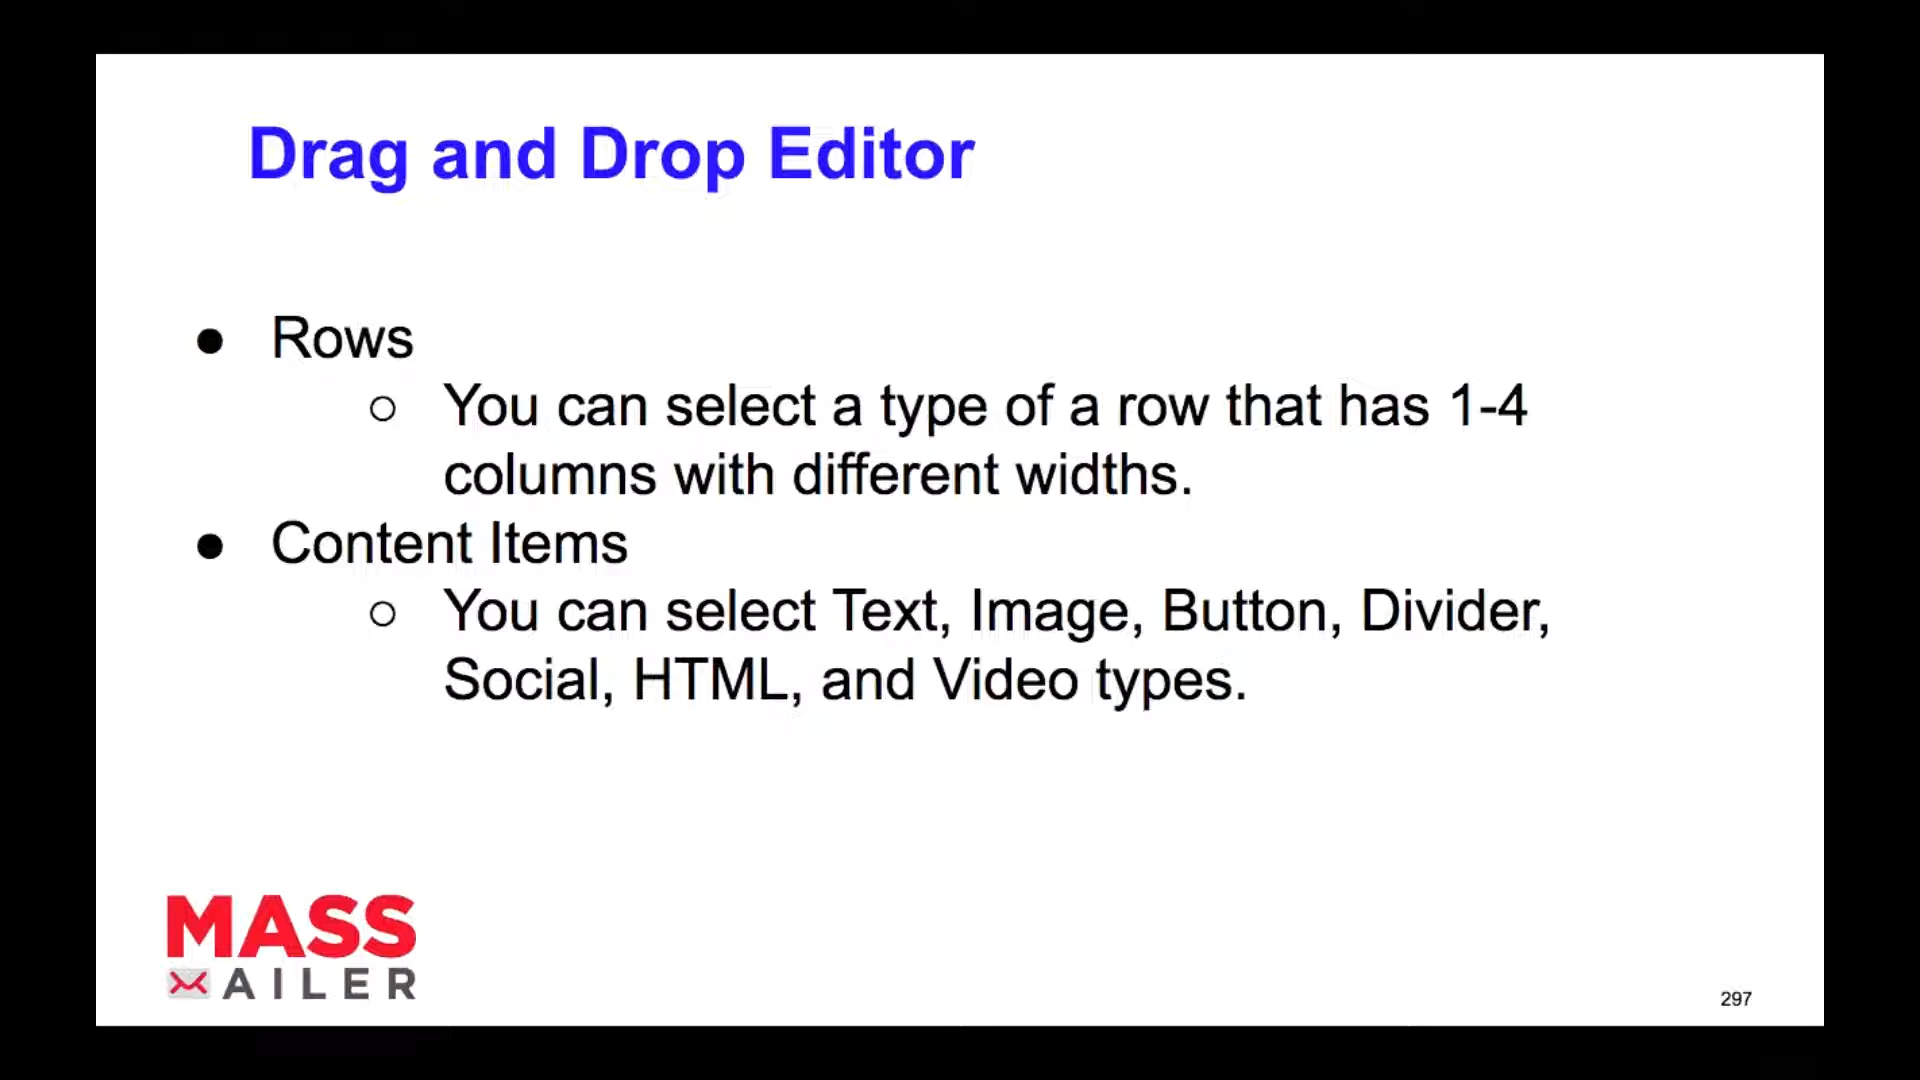 Drag and Drop Editor
● Rows
○ You can select a type of a row that has 1-4
columns with different widths.
● Content Items
○ You can select Text, Image, Button, Divider,
Social, HTML, and Video types.
MASS
AILER
297